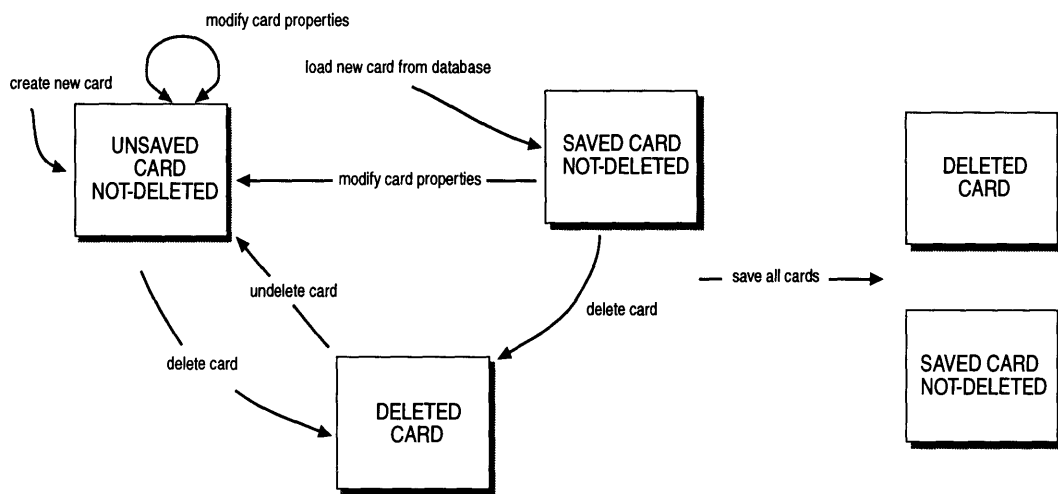 modify card properties
create new card
load new card from database
UNSAVED
CARD
NOT-DELETED
SAVED CARD
NOT-DELETED
DELETED
CARD
modify card properties
undelete card
save all cards
delete card
delete card
DELETED
CARD
SAVED CARD
NOT-DELETED